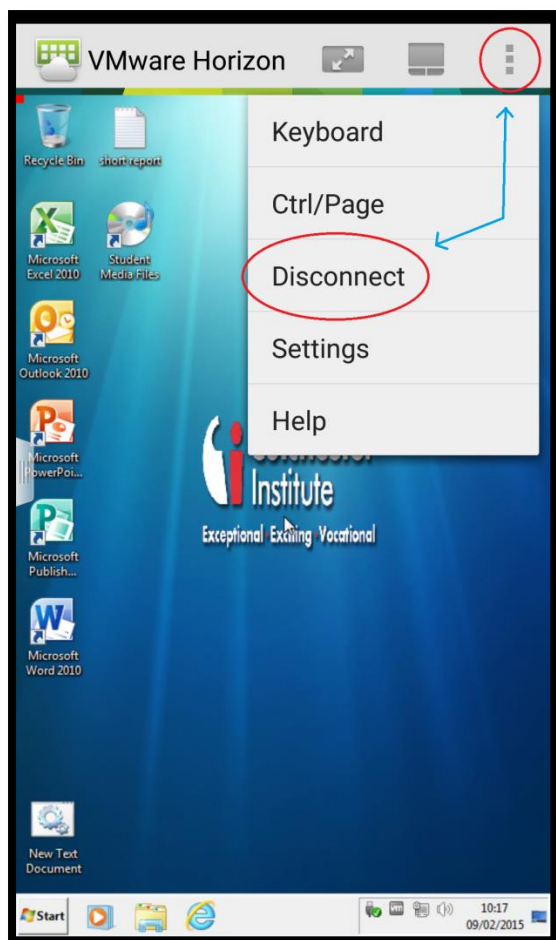 VMware Horizon
Keyboard
Ctrl/Page
Disconnect
Settings
Help
Recycle Bin
short report
Microsoft
Excel 2010
Student
Media Files
Microsoft
Outlook 2010
Microsoft
PowerPoi...
Microsoft
Publish...
Microsoft
Word 2010
Institute
Exceptional Exciting Vocational
New Text
Document
Start
vm
10:17
09/02/2015